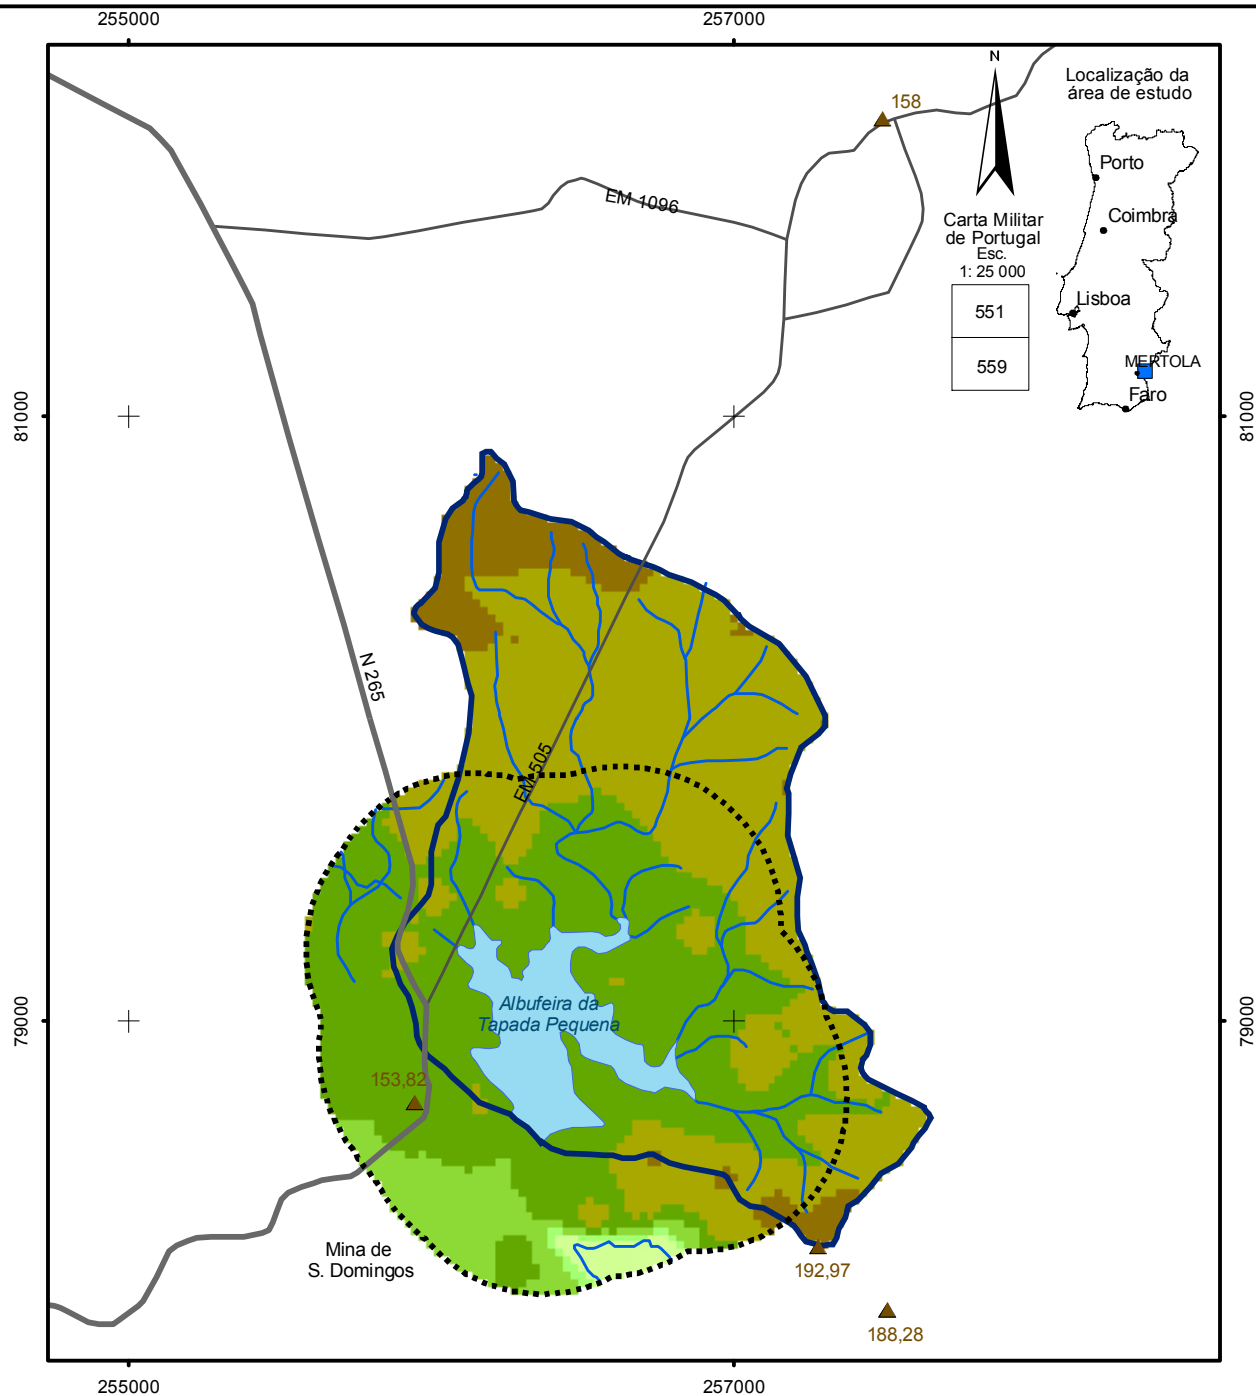 255000
257000
N
Localização da
área de estudo
158
Porto
EM 1096
Coimbra
Carta Militar
de Portugal
Esc.
1: 25 000
551
559
Lisboa
MERTOLA
Faro
81000
81000
N 265
EM 505
Albufeira da
Tapada Pequena
79000
79000
153,82
Mina de
S. Domingos
192,97
188,28
255000
257000